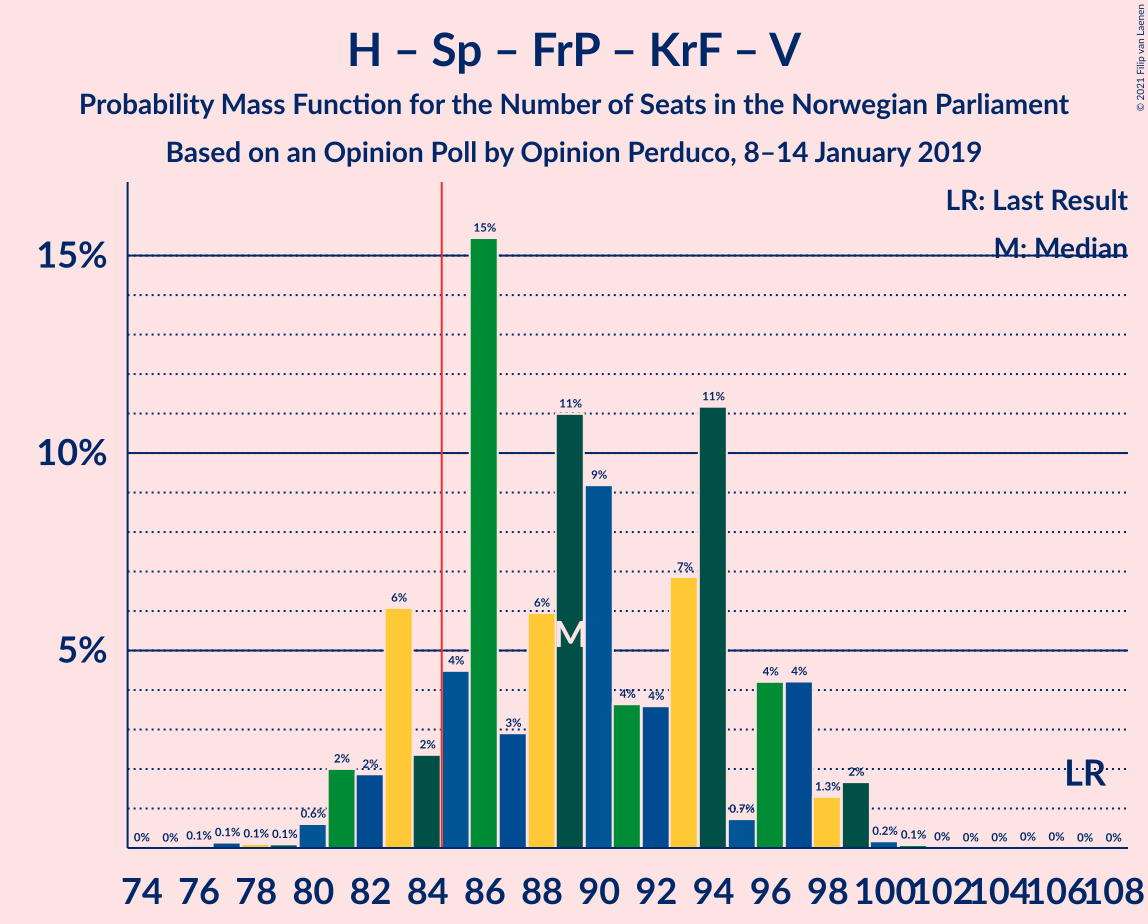 H – Sp – FrP – KrF – V
Probability Mass Function for the Number of Seats in the Norwegian Parliament
Based on an Opinion Poll by Opinion Perduco, 8–14 January 2019
© 2021 Filip van Laenen
LR: Last Result
M: Median
15%
10%
5%
0% 0% 0.1% 0.1% 0.1% 0.1% 0.6% 2% 2% 6% 2% 4% 15% 3% 6% 11% 9% 4% 4% 7% 11% 0.7% 4% 4% 1.3% 2% 0.2% 0.1% 0% 0% 0% 0% 0% 0% 0%
M
LR
74 76 78 80 82 84 86 88 90 92 94 96 98 100 102 104 106 108